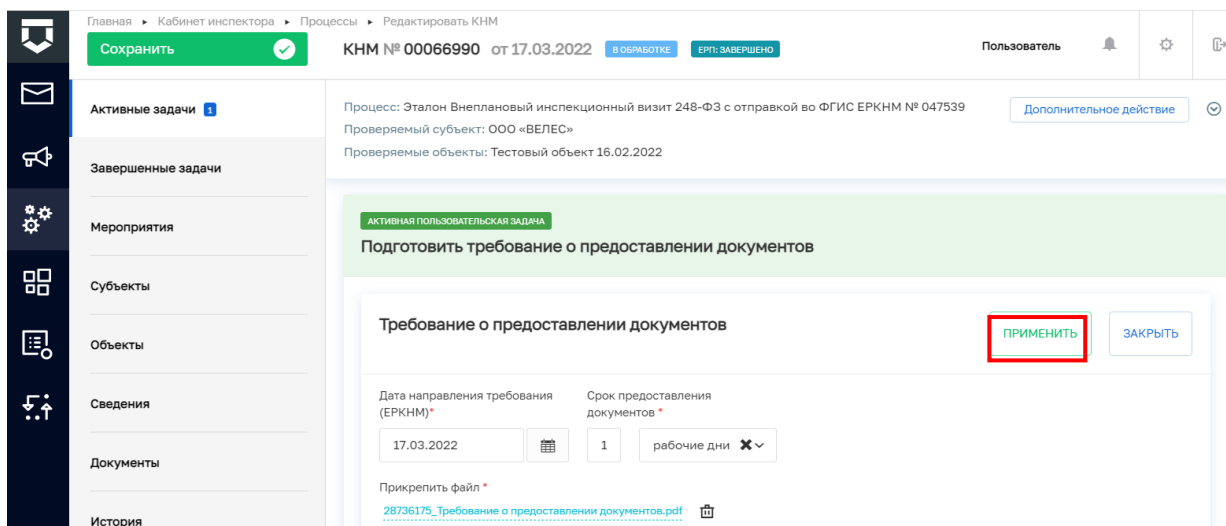 Главная ▸ Кабинет инспектора ▸ Процессы ▸ Редактировать КНМ
Сохранить
КНМ № 00066990 от 17.03.2022 В ОБРАБОТКЕ ЕРП: ЗАВЕРШЕНО
Пользователь
Активные задачи 1
Завершенные задачи
Мероприятия
Субъекты
Объекты
Сведения
Документы
История
Процесс: Эталон Внеплановый инспекционный визит 248-ФЗ с отправкой во ФГИС ЕРКНМ № 047539
Дополнительное действие
Проверяемый субъект: ООО «ВЕЛЕС»
Проверяемые объекты: Тестовый объект 16.02.2022
АКТИВНАЯ ПОЛЬЗОВАТЕЛЬСКАЯ ЗАДАЧА
Подготовить требование о предоставлении документов
Требование о предоставлении документов
ПРИМЕНИТЬ
ЗАКРЫТЬ
Дата направления требования
(ЕРКНМ)*
Срок предоставления
документов *
17.03.2022
1
рабочие дни
Прикрепить файл *
28736175_Требование о предоставлении документов.pdf